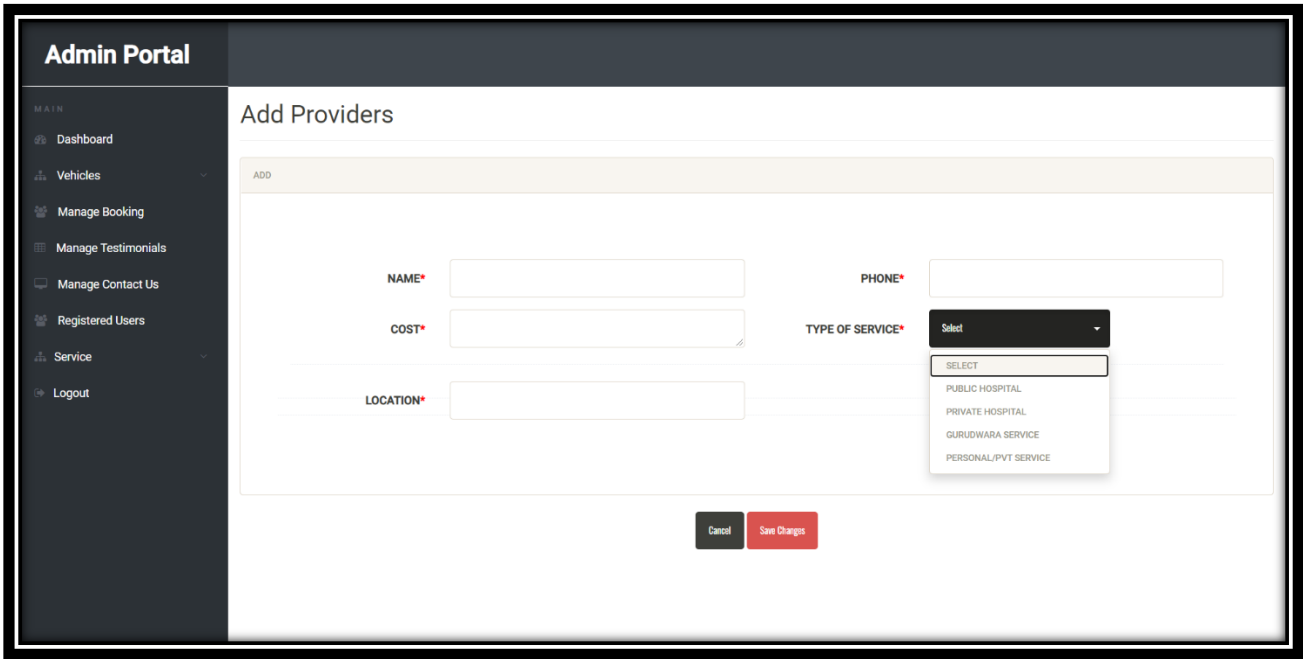 Admin Portal
MAIN
Dashboard
Vehicles
Manage Booking
Manage Testimonials
Manage Contact Us
Registered Users
Service
Logout
Add Providers
ADD
NAME*
PHONE*
COST*
TYPE OF SERVICE*
Select
SELECT
PUBLIC HOSPITAL
PRIVATE HOSPITAL
GURUDWARA SERVICE
PERSONAL/PVT SERVICE
LOCATION*
Cancel
Save Changes